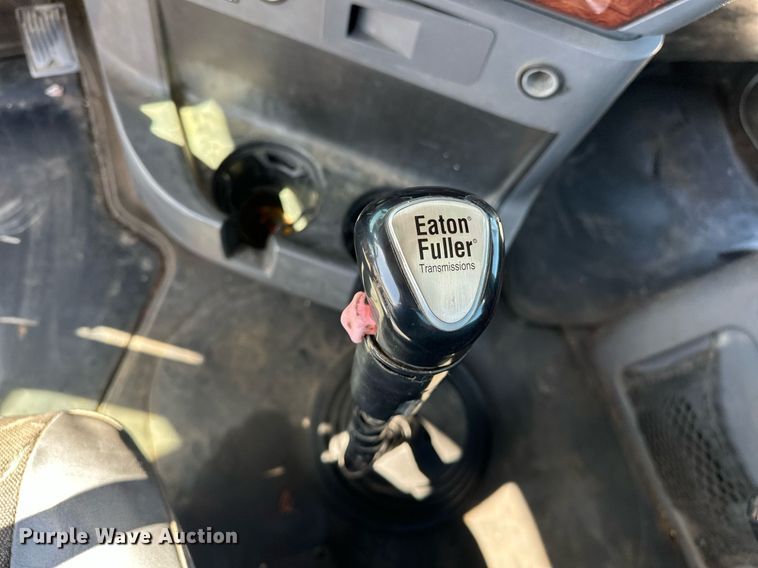 Eaton®
Fuller®
Transmissions
Purple Wave Auction